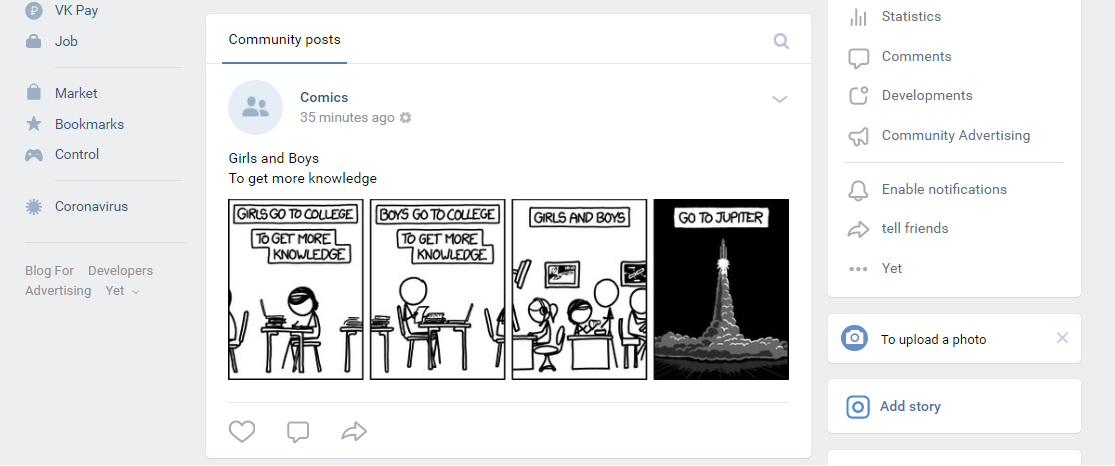 VK Pay
Job
Market
Bookmarks
Control
Coronavirus
Blog For Developers
Advertising Yet
Community posts
Comics
35 minutes ago
Girls and Boys
To get more knowledge
GIRLS GO TO COLLEGE
TO GET MORE
KNOWLEDGE
BOYS GO TO COLLEGE
TO GET MORE
KNOWLEDGE
GIRLS AND BOYS
GO TO JUPITER
Statistics
Comments
Developments
Community Advertising
Enable notifications
tell friends
Yet
To upload a photo
Add story